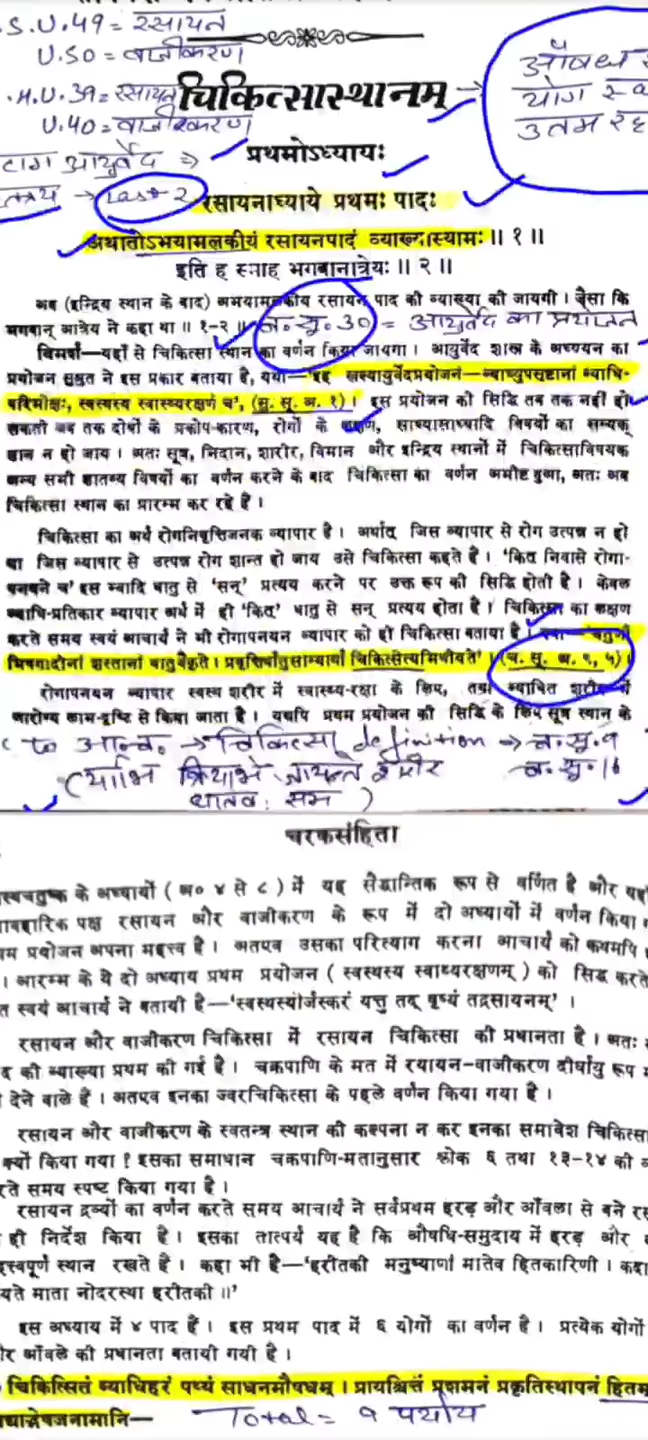 .S.U.49 = रसायन
U.50 = वाजीकरण
.H.U.39 = रसायन
U.40 = वाजीकरण
औषध
योग
उतम
चिकित्सास्थानम्
आयुर्वेद ⇒
प्रथमोऽध्यायः
→ Last 2
रसायनाध्याये प्रथमः पादः
अथातोऽभयामलकीयं रसायनपादं व्याख्यास्यामः ॥ १ ॥
इति ह स्माह भगवानात्रेयः ॥ २ ॥
अब (इन्द्रिय स्थान के बाद) अभयामलकीय रसायन पाद की व्याख्या की जायगी । जैसा कि
भगवान् आत्रेय ने कहा था ॥ १-२ ॥ च. सू. 30 = आयुर्वेद का प्रयोजन
विमर्श—यहाँ से चिकित्सा स्थान का वर्णन किया जायगा । आयुर्वेद शास्त्र के अध्ययन का
प्रयोजन सुश्रुत ने इस प्रकार बताया है, यथा—'इह खल्वायुर्वेदप्रयोजनं—व्याध्युपसृष्टानां व्याधि-
परिमोक्षः, स्वस्थस्य स्वास्थ्यरक्षणं च', (सु. सू. अ. १) । इस प्रयोजन की सिद्धि तब तक नहीं हो
सकती जब तक दोषों के प्रकोप-कारण, रोगों के लक्षण, साध्यासाध्यादि विषयों का सम्यक्
ज्ञान न हो जाय । अतः सूत्र, निदान, शारीर, विमान और इन्द्रिय स्थानों में चिकित्साविषयक
अन्य सभी ज्ञातव्य विषयों का वर्णन करने के बाद चिकित्सा का वर्णन अभीष्ट हुआ, अतः अब
चिकित्सा स्थान का प्रारम्भ कर रहे हैं ।
चिकित्सा का अर्थ रोगनिवृत्तिजनक व्यापार है । अर्थात् जिस व्यापार से रोग उत्पन्न न हो
या जिस व्यापार से उत्पन्न रोग शान्त हो जाय उसे चिकित्सा कहते हैं । 'कित निवासे रोगा-
पनयने च' इस भ्वादि धातु से 'सन्' प्रत्यय करने पर उक्त रूप की सिद्धि होती है । केवल
व्याधि-प्रतिकार व्यापार अर्थ में ही 'कित्' धातु से सन् प्रत्यय होता है । चिकित्सा का लक्षण
करते समय स्वयं आचार्य ने भी रोगापनयन व्यापार को ही चिकित्सा बताया है । यथा—'चतुर्णां
भिषगादीनां शस्तानां धातुवैकृते । प्रवृत्तिर्धातुसाम्यार्था चिकित्सेत्यभिधीयते' । (च. सू. अ. ९, ५) ।
रोगापनयन व्यापार स्वस्थ शरीर में स्वास्थ्य-रक्षा के लिए, तथा व्याधित शरीर में
आरोग्य लाभ-दृष्टि से किया जाता है । यद्यपि प्रथम प्रयोजन की सिद्धि के लिए सूत्र स्थान के
to → चिकित्सा definition → च. सू. 9
(याभि क्रियाभि जायन्ते शरीर च. सू. 16
धातवः सम )
चरकसंहिता
स्वस्थचतुष्क के अध्यायों ( अ० ४ से ८ ) में यह सैद्धान्तिक रूप से वर्णित है और
पक्ष रसायन और वाजीकरण के रूप में दो अध्यायों में वर्णन किया
प्रयोजन अपना महत्त्व है । अतएव उसका परित्याग करना आचार्य को कथमपि
। आरम्भ के ये दो अध्याय प्रथम प्रयोजन ( स्वस्थस्य स्वास्थ्यरक्षणम् ) को सिद्ध करते
स्वयं आचार्य ने बतायी है—'स्वस्थस्योर्जस्करं यत्तु तद् वृष्यं तद्रसायनम्' ।
रसायन और वाजीकरण चिकित्सा में रसायन चिकित्सा की प्रधानता है । अतः
की व्याख्या प्रथम की गई है । चक्रपाणि के मत में रयायन-वाजीकरण दीर्घायु रूप
देने वाले हैं । अतएव इनका ज्वरचिकित्सा के पहले वर्णन किया गया है ।
रसायन और वाजीकरण के स्वतन्त्र स्थान की कल्पना न कर इनका समावेश चिकित्सा
क्यों किया गया ? इसका समाधान चक्रपाणि-मतानुसार श्लोक ६ तथा १३-१४ की
समय स्पष्ट किया गया है ।
रसायन द्रव्यों का वर्णन करते समय आचार्य ने सर्वप्रथम हरड़ और आँवला से बने
ही निर्देश किया है । इसका तात्पर्य यह है कि औषधि-समुदाय में हरड़ और
स्थान रखते हैं । कहा भी है—'हरीतकी मनुष्याणां मातेव हितकारिणी । कदा
माता नोदरस्था हरीतकी ॥'
इस अध्याय में ४ पाद हैं । इस प्रथम पाद में ६ योगों का वर्णन है । प्रत्येक योगों
आँवले की प्रधानता बतायी गयी है ।
चिकित्सितं व्याधिहरं पथ्यं साधनमौषधम् । प्रायश्चित्तं प्रशमनं प्रकृतिस्थापनं हितम्
Total = 9 पर्याय